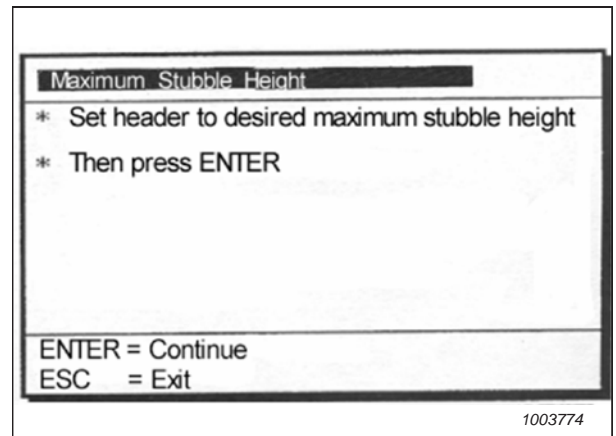 Maximum Stubble Height
* Set header to desired maximum stubble height
* Then press ENTER
ENTER = Continue
ESC = Exit
1003774